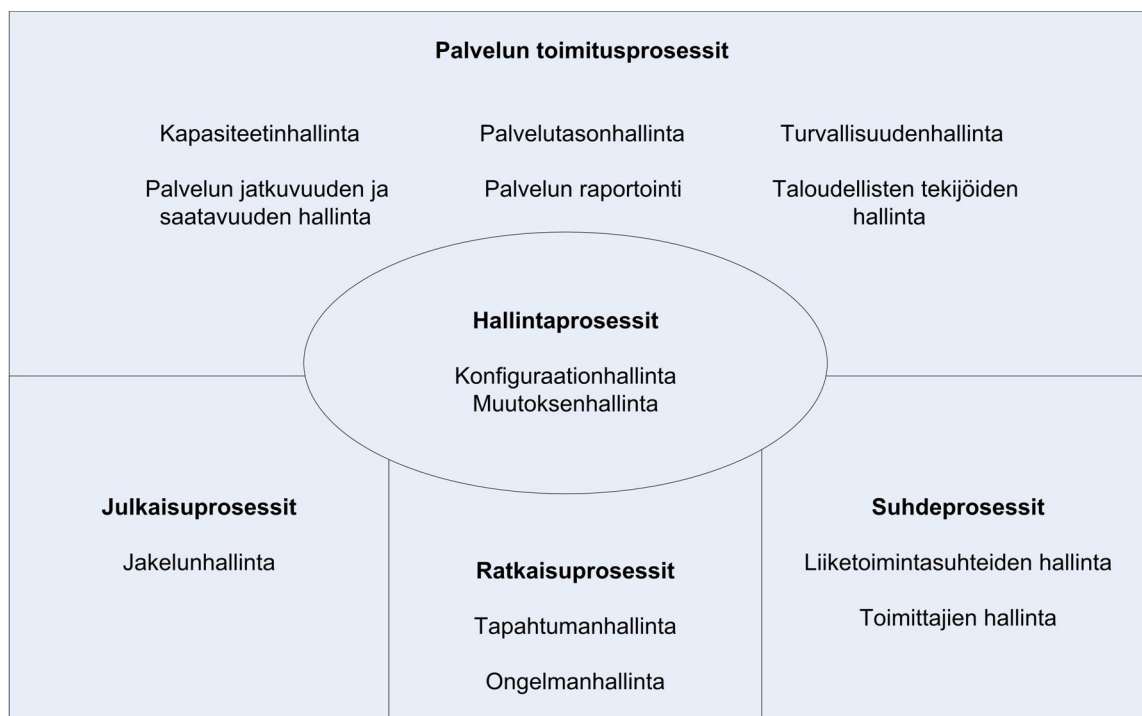 Palvelun toimitusprosessit
Kapasiteetinhallinta
Palvelutasonhallinta
Turvallisuudenhallinta
Palvelun jatkuvuuden ja
saatavuuden hallinta
Palvelun raportointi
Taloudellisten tekijöiden
hallinta
Hallintaprosessit
Konfiguraationhallinta
Muutoksenhallinta
Julkaisuprosessit
Jakelunhallinta
Ratkaisuprosessit
Tapahtumanhallinta
Ongelmanhallinta
Suhdeprosessit
Liiketoimintasuhteiden hallinta
Toimittajien hallinta